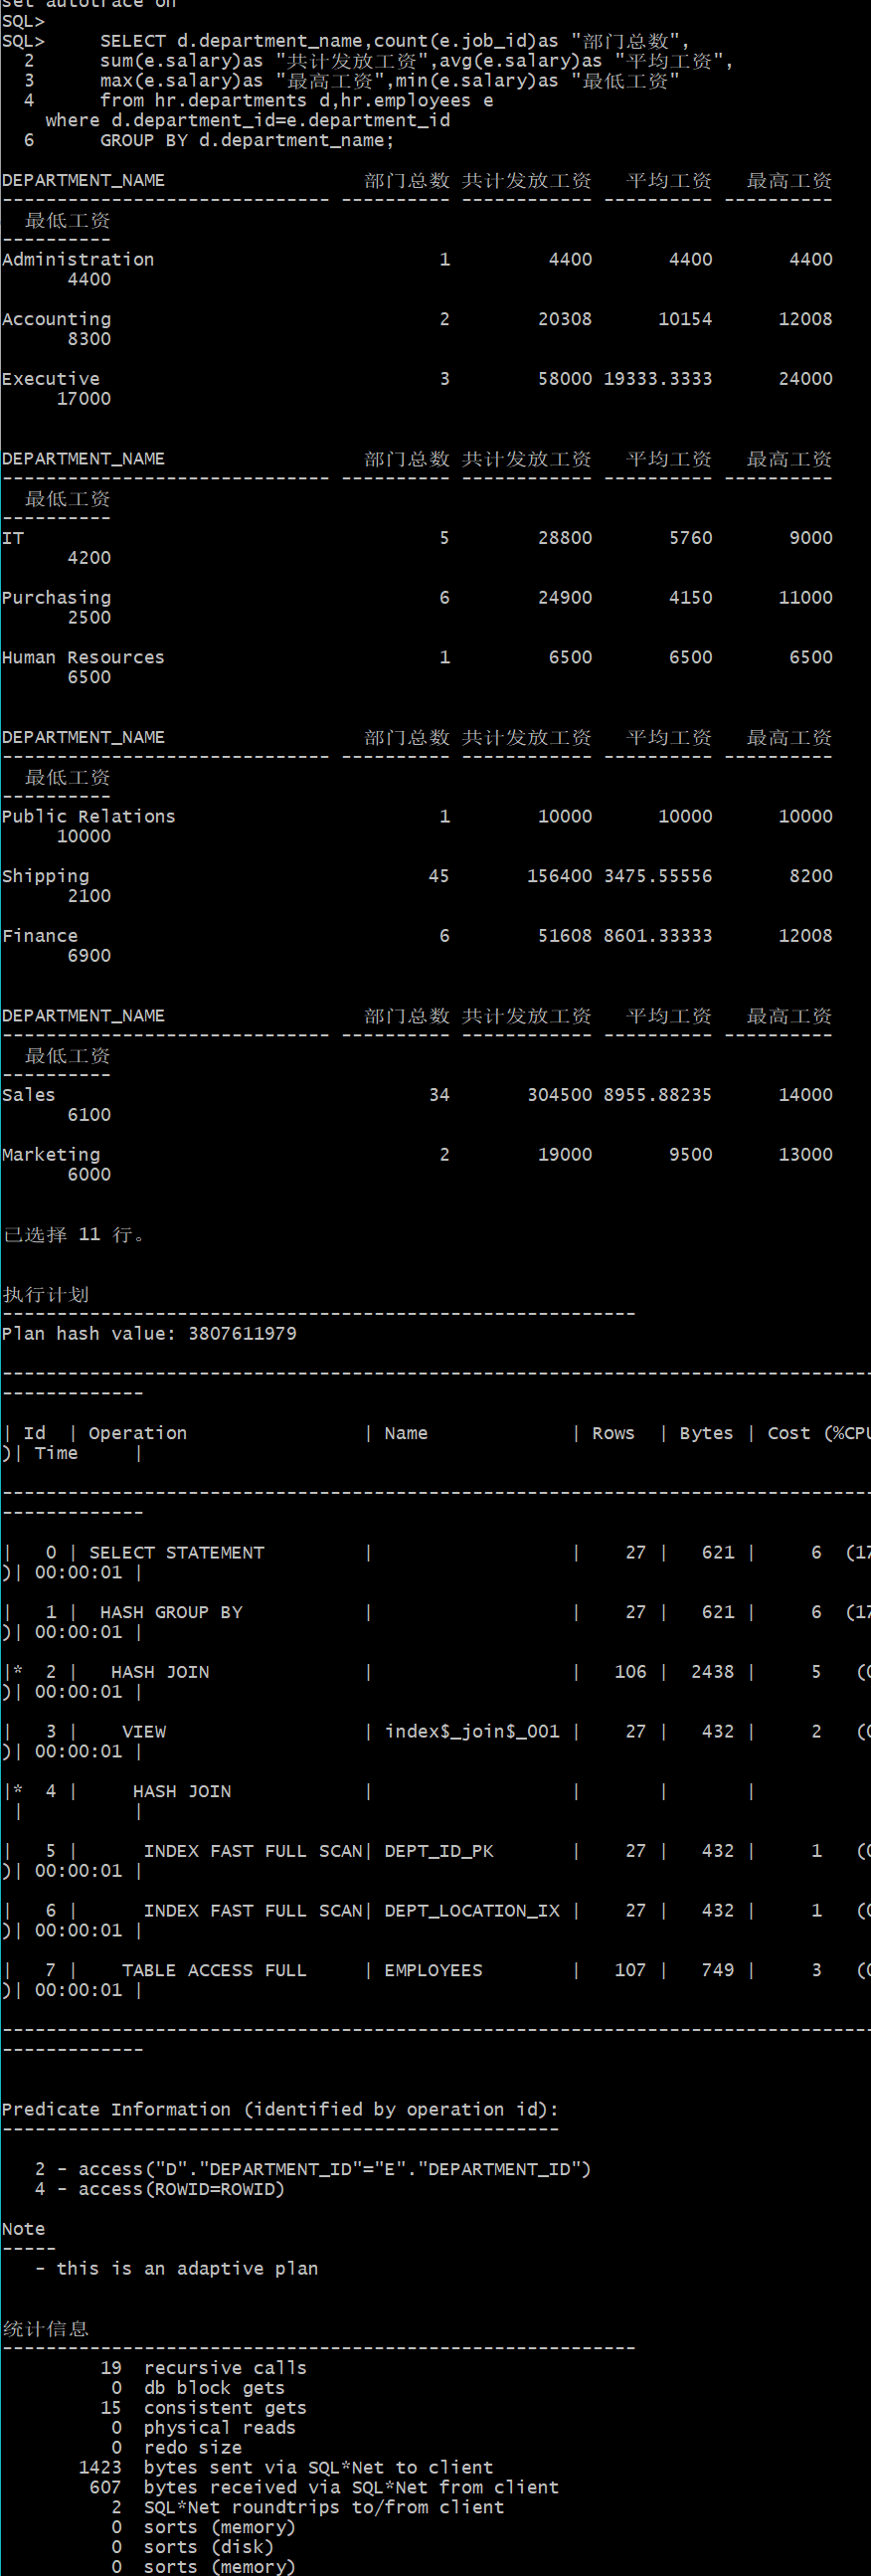 set autotrace on
SQL>
SQL>     SELECT d.department_name,count(e.job_id)as "部门总数",
  2      sum(e.salary)as "共计发放工资",avg(e.salary)as "平均工资",
  3      max(e.salary)as "最高工资",min(e.salary)as "最低工资"
  4      from hr.departments d,hr.employees e
    where d.department_id=e.department_id
  6      GROUP BY d.department_name;
DEPARTMENT_NAME                  部门总数 共计发放工资   平均工资   最高工资
------------------------------ ---------- ------------ ---------- ----------
  最低工资
----------
Administration                          1         4400       4400       4400
      4400
Accounting                              2        20308      10154      12008
      8300
Executive                               3        58000 19333.3333      24000
     17000
DEPARTMENT_NAME                  部门总数 共计发放工资   平均工资   最高工资
------------------------------ ---------- ------------ ---------- ----------
  最低工资
----------
IT                                      5        28800       5760       9000
      4200
Purchasing                              6        24900       4150      11000
      2500
Human Resources                         1         6500       6500       6500
      6500
DEPARTMENT_NAME                  部门总数 共计发放工资   平均工资   最高工资
------------------------------ ---------- ------------ ---------- ----------
  最低工资
----------
Public Relations                        1        10000      10000      10000
     10000
Shipping                               45       156400 3475.55556       8200
      2100
Finance                                 6        51608 8601.33333      12008
      6900
DEPARTMENT_NAME                  部门总数 共计发放工资   平均工资   最高工资
------------------------------ ---------- ------------ ---------- ----------
  最低工资
----------
Sales                                  34       304500 8955.88235      14000
      6100
Marketing                               2        19000       9500      13000
      6000
已选择 11 行。
执行计划
----------------------------------------------------------
Plan hash value: 3807611979
--------------------------------------------------------------------------------
-------------
| Id  | Operation                | Name             | Rows  | Bytes | Cost (%CPU
)| Time     |
--------------------------------------------------------------------------------
-------------
|   0 | SELECT STATEMENT         |                  |    27 |   621 |     6  (17
)| 00:00:01 |
|   1 |  HASH GROUP BY           |                  |    27 |   621 |     6  (17
)| 00:00:01 |
|*  2 |   HASH JOIN              |                  |   106 |  2438 |     5   (0
)| 00:00:01 |
|   3 |    VIEW                  | index$_join$_001 |    27 |   432 |     2   (0
)| 00:00:01 |
|*  4 |     HASH JOIN            |                  |       |       |
 |          |
|   5 |      INDEX FAST FULL SCAN| DEPT_ID_PK       |    27 |   432 |     1   (0
)| 00:00:01 |
|   6 |      INDEX FAST FULL SCAN| DEPT_LOCATION_IX |    27 |   432 |     1   (0
)| 00:00:01 |
|   7 |    TABLE ACCESS FULL     | EMPLOYEES        |   107 |   749 |     3   (0
)| 00:00:01 |
--------------------------------------------------------------------------------
-------------
Predicate Information (identified by operation id):
---------------------------------------------------
   2 - access("D"."DEPARTMENT_ID"="E"."DEPARTMENT_ID")
   4 - access(ROWID=ROWID)
Note
-----
   - this is an adaptive plan
统计信息
----------------------------------------------------------
         19  recursive calls
          0  db block gets
         15  consistent gets
          0  physical reads
          0  redo size
       1423  bytes sent via SQL*Net to client
        607  bytes received via SQL*Net from client
          2  SQL*Net roundtrips to/from client
          0  sorts (memory)
          0  sorts (disk)
          0  sorts (memory)